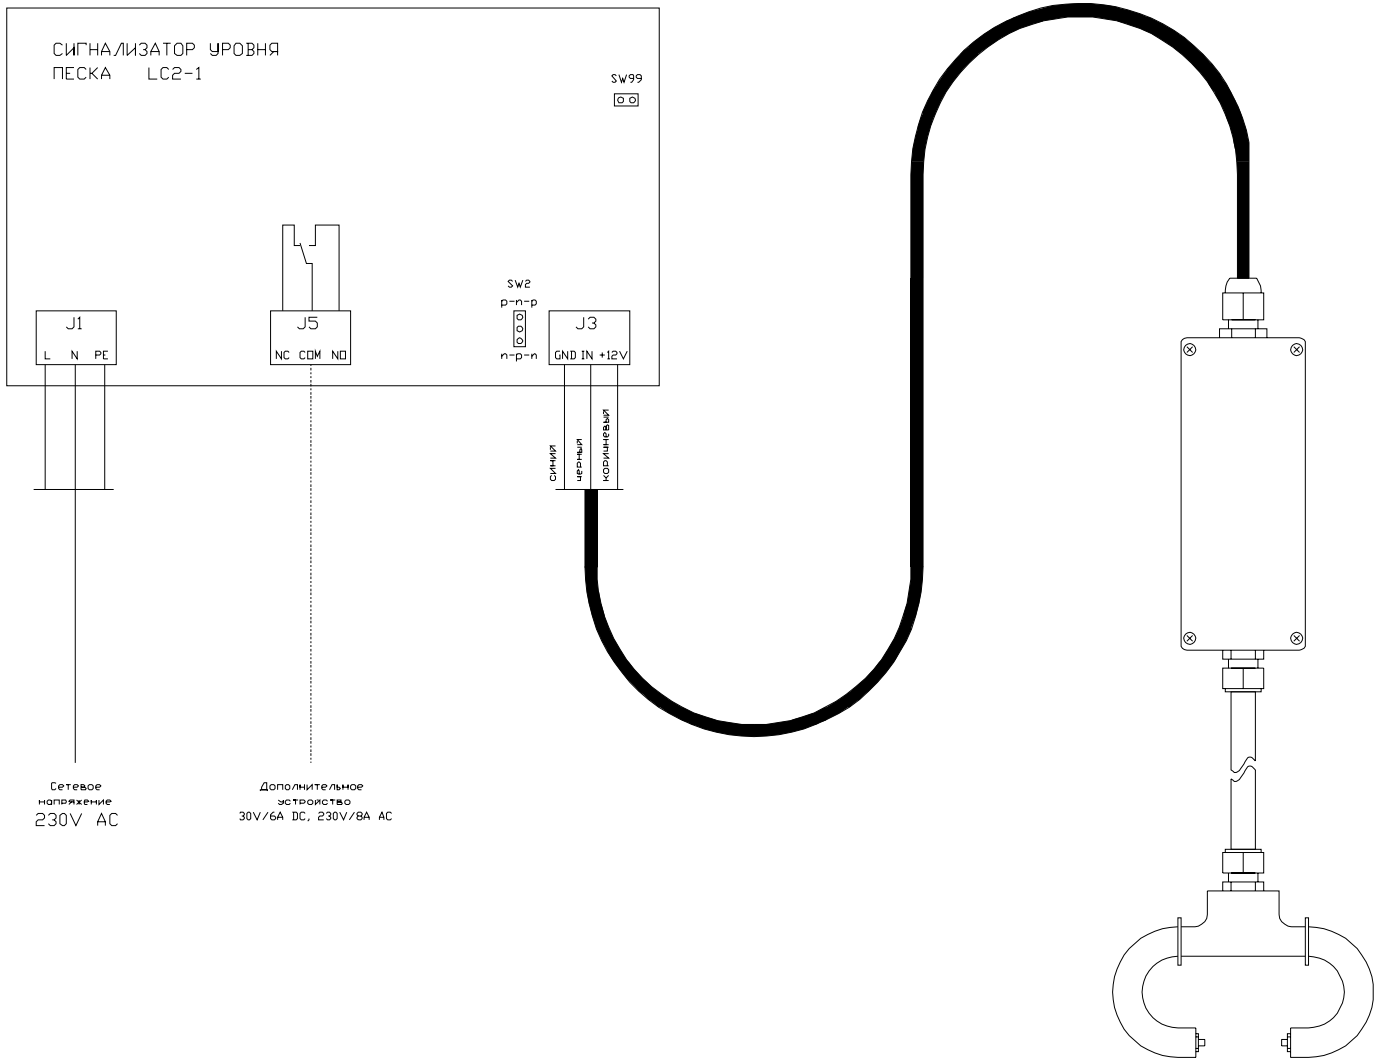 СИГНАЛИЗАТОР УРОВНЯ
ПЕСКА LC2-1
SW99
SW2
p-n-p
n-p-n
J1
L N PE
J5
NC COM NO
J3
GND IN +12V
синий
черный
коричневый
Сетевое
напряжение
230V AC
Дополнительное
устройство
30V/6A DC, 230V/8A AC